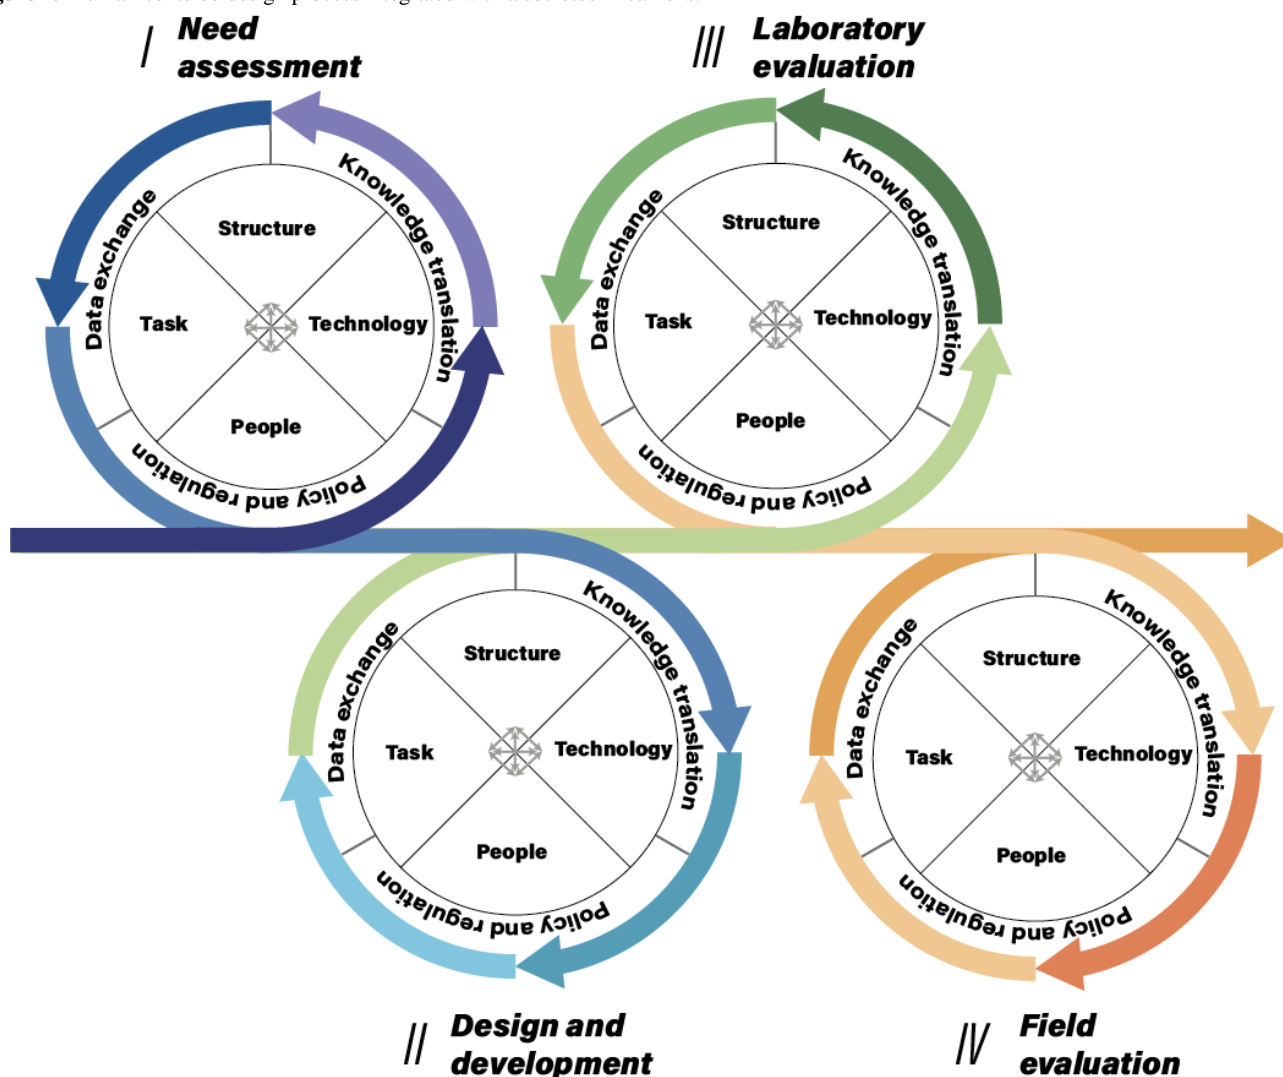 I
Need
assessment
III
Laboratory
evaluation
Data exchange
Knowledge translation
Policy and regulation
Structure
Task
Technology
People
Data exchange
Knowledge translation
Policy and regulation
Structure
Task
Technology
People
Data exchange
Knowledge translation
Policy and regulation
Structure
Task
Technology
People
Data exchange
Knowledge translation
Policy and regulation
Structure
Task
Technology
People
II
Design and
development
IV
Field
evaluation